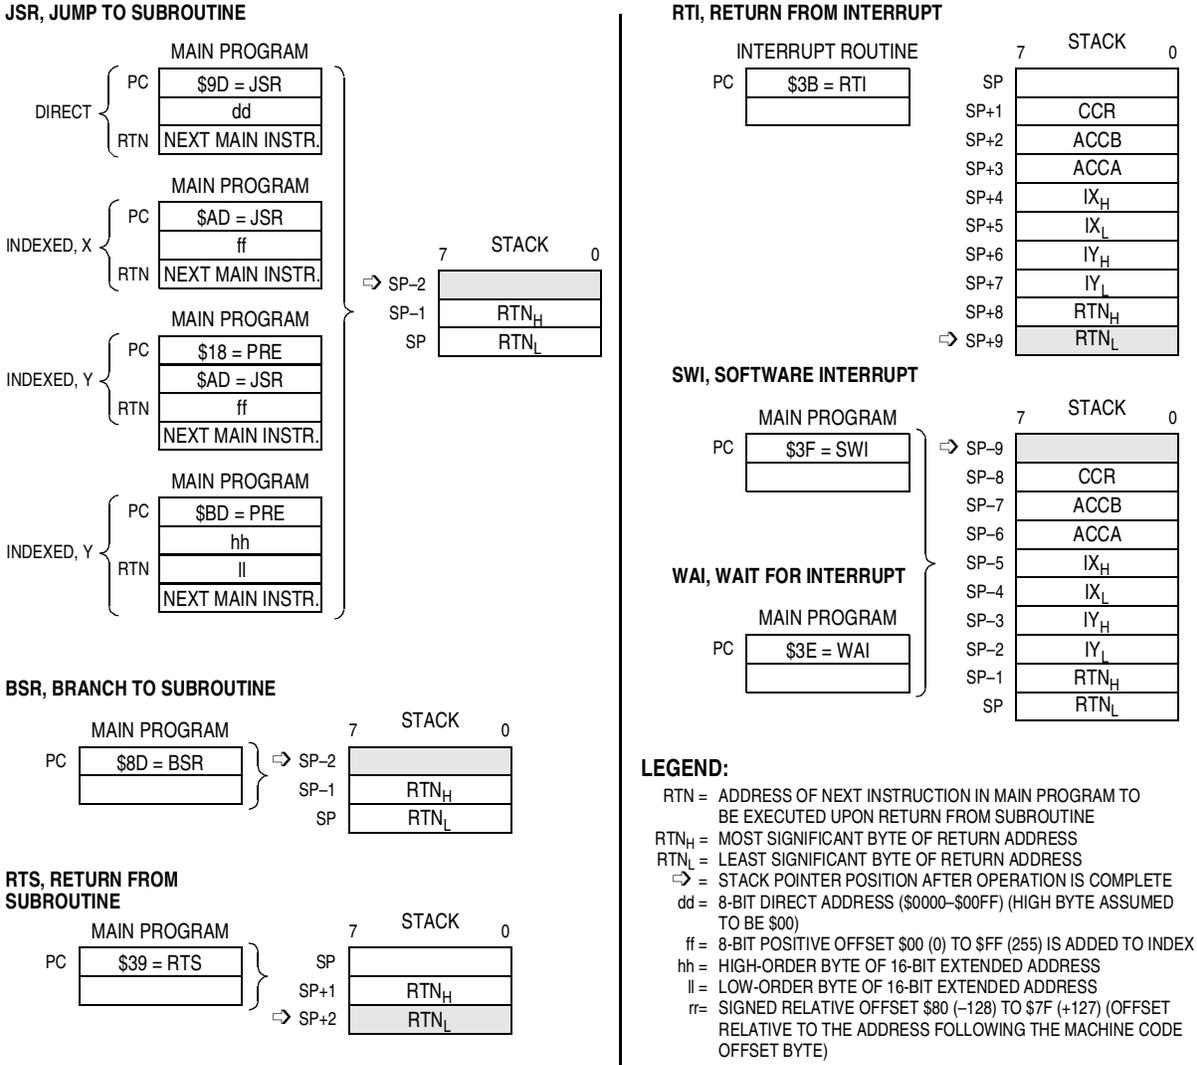 JSR, JUMP TO SUBROUTINE
MAIN PROGRAM
PC $9D = JSR
DIRECT dd
RTN NEXT MAIN INSTR.
MAIN PROGRAM
PC $AD = JSR
INDEXED, X ff
RTN NEXT MAIN INSTR.
7 STACK 0
SP–2
SP–1 RTNH
SP RTNL
MAIN PROGRAM
PC $18 = PRE
INDEXED, Y $AD = JSR
RTN ff
NEXT MAIN INSTR.
MAIN PROGRAM
PC $BD = PRE
hh
INDEXED, Y
RTN ll
NEXT MAIN INSTR.
BSR, BRANCH TO SUBROUTINE
MAIN PROGRAM
7 STACK 0
PC $8D = BSR
SP–2
SP–1 RTNH
SP RTNL
RTS, RETURN FROM
SUBROUTINE
MAIN PROGRAM
7 STACK 0
PC $39 = RTS
SP
SP+1 RTNH
SP+2 RTNL
RTI, RETURN FROM INTERRUPT
INTERRUPT ROUTINE
7 STACK 0
PC $3B = RTI
SP
SP+1 CCR
SP+2 ACCB
SP+3 ACCA
SP+4 IXH
SP+5 IXL
SP+6 IYH
SP+7 IYL
SP+8 RTNH
SP+9 RTNL
SWI, SOFTWARE INTERRUPT
MAIN PROGRAM
PC $3F = SWI
WAI, WAIT FOR INTERRUPT
MAIN PROGRAM
PC $3E = WAI
7 STACK 0
SP–9
SP–8 CCR
SP–7 ACCB
SP–6 ACCA
SP–5 IXH
SP–4 IXL
SP–3 IYH
SP–2 IYL
SP–1 RTNH
SP RTNL
LEGEND:
RTN = ADDRESS OF NEXT INSTRUCTION IN MAIN PROGRAM TO
BE EXECUTED UPON RETURN FROM SUBROUTINE
RTNH = MOST SIGNIFICANT BYTE OF RETURN ADDRESS
RTNL = LEAST SIGNIFICANT BYTE OF RETURN ADDRESS
➩ = STACK POINTER POSITION AFTER OPERATION IS COMPLETE
dd = 8-BIT DIRECT ADDRESS ($0000–$00FF) (HIGH BYTE ASSUMED
TO BE $00)
ff = 8-BIT POSITIVE OFFSET $00 (0) TO $FF (255) IS ADDED TO INDEX
hh = HIGH-ORDER BYTE OF 16-BIT EXTENDED ADDRESS
ll = LOW-ORDER BYTE OF 16-BIT EXTENDED ADDRESS
rr= SIGNED RELATIVE OFFSET $80 (–128) TO $7F (+127) (OFFSET
RELATIVE TO THE ADDRESS FOLLOWING THE MACHINE CODE
OFFSET BYTE)